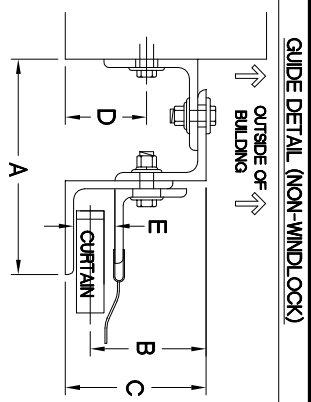 GUIDE DETAIL (NON-WINDLOCK)
OUTSIDE OF
BUILDING
D
A
E
CURTAIN
B
C